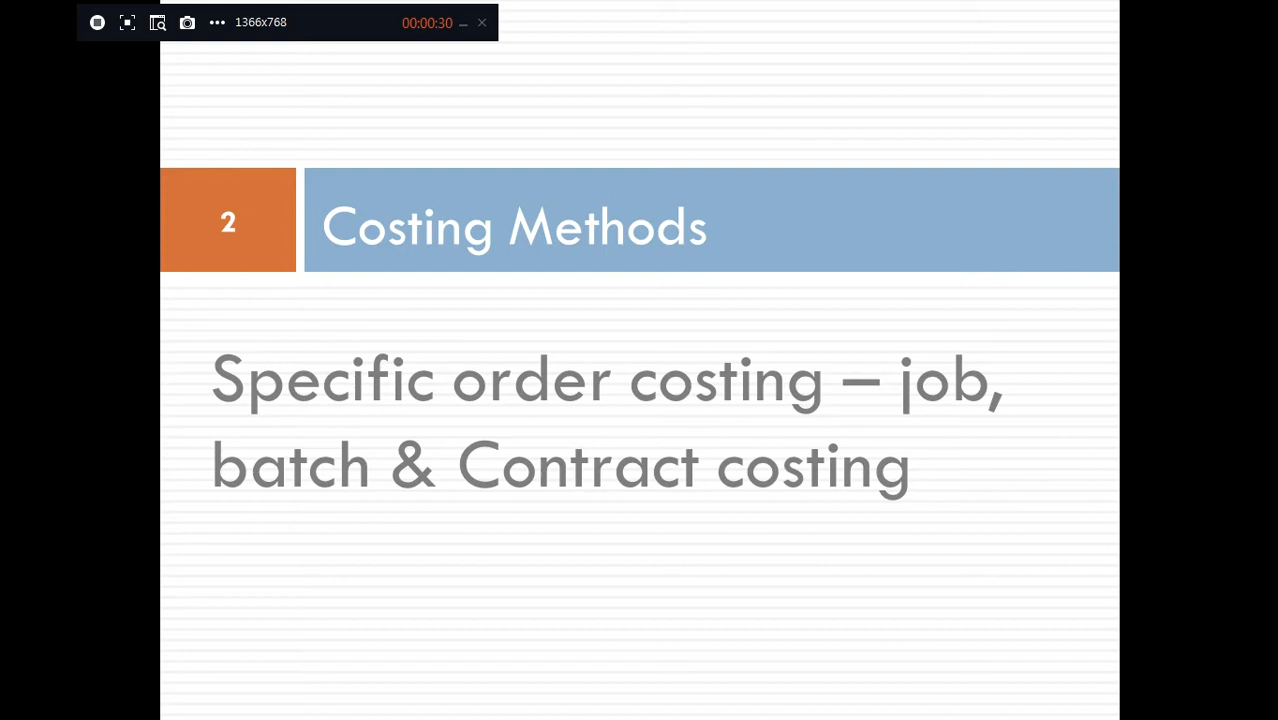 1366x768 00:00:30
2 Costing Methods
Specific order costing – job,
batch & Contract costing